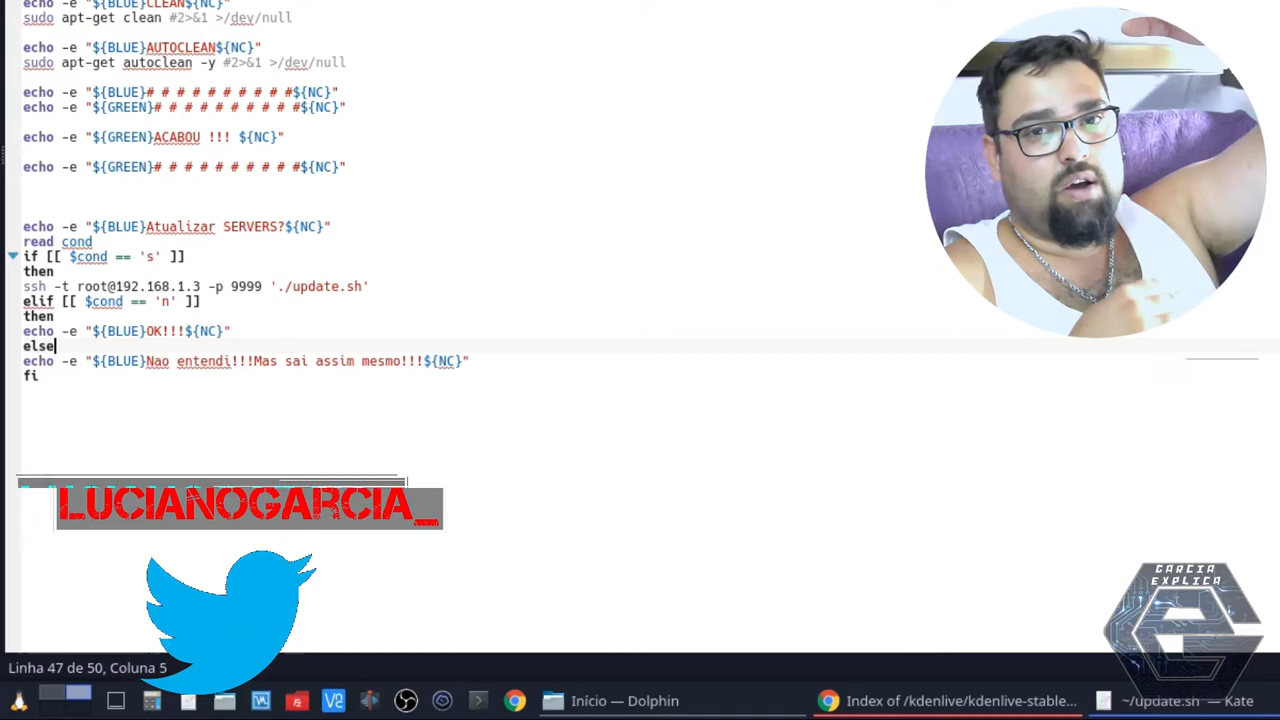 echo -e "${BLUE}CLEAN${NC}"
sudo apt-get clean #2>&1 >/dev/null
echo -e "${BLUE}AUTOCLEAN${NC}"
sudo apt-get autoclean -y #2>&1 >/dev/null
echo -e "${BLUE}# # # # # # # # # #${NC}"
echo -e "${GREEN}# # # # # # # # # #${NC}"
echo -e "${GREEN}ACABOU !!! ${NC}"
echo -e "${GREEN}# # # # # # # # # #${NC}"
echo -e "${BLUE}Atualizar SERVERS?${NC}"
read cond
if [[ $cond == 's' ]]
then
ssh -t root@192.168.1.3 -p 9999 './update.sh'
elif [[ $cond == 'n' ]]
then
echo -e "${BLUE}OK!!!${NC}"
else
echo -e "${BLUE}Nao entendi!!!Mas sai assim mesmo!!!${NC}"
fi
LUCIANOGARCIA_
GARCIA
EXPLICA
Linha 47 de 50, Coluna 5
Início — Dolphin
Index of /kdenlive/kdenlive-stable...
~/update.sh — Kate